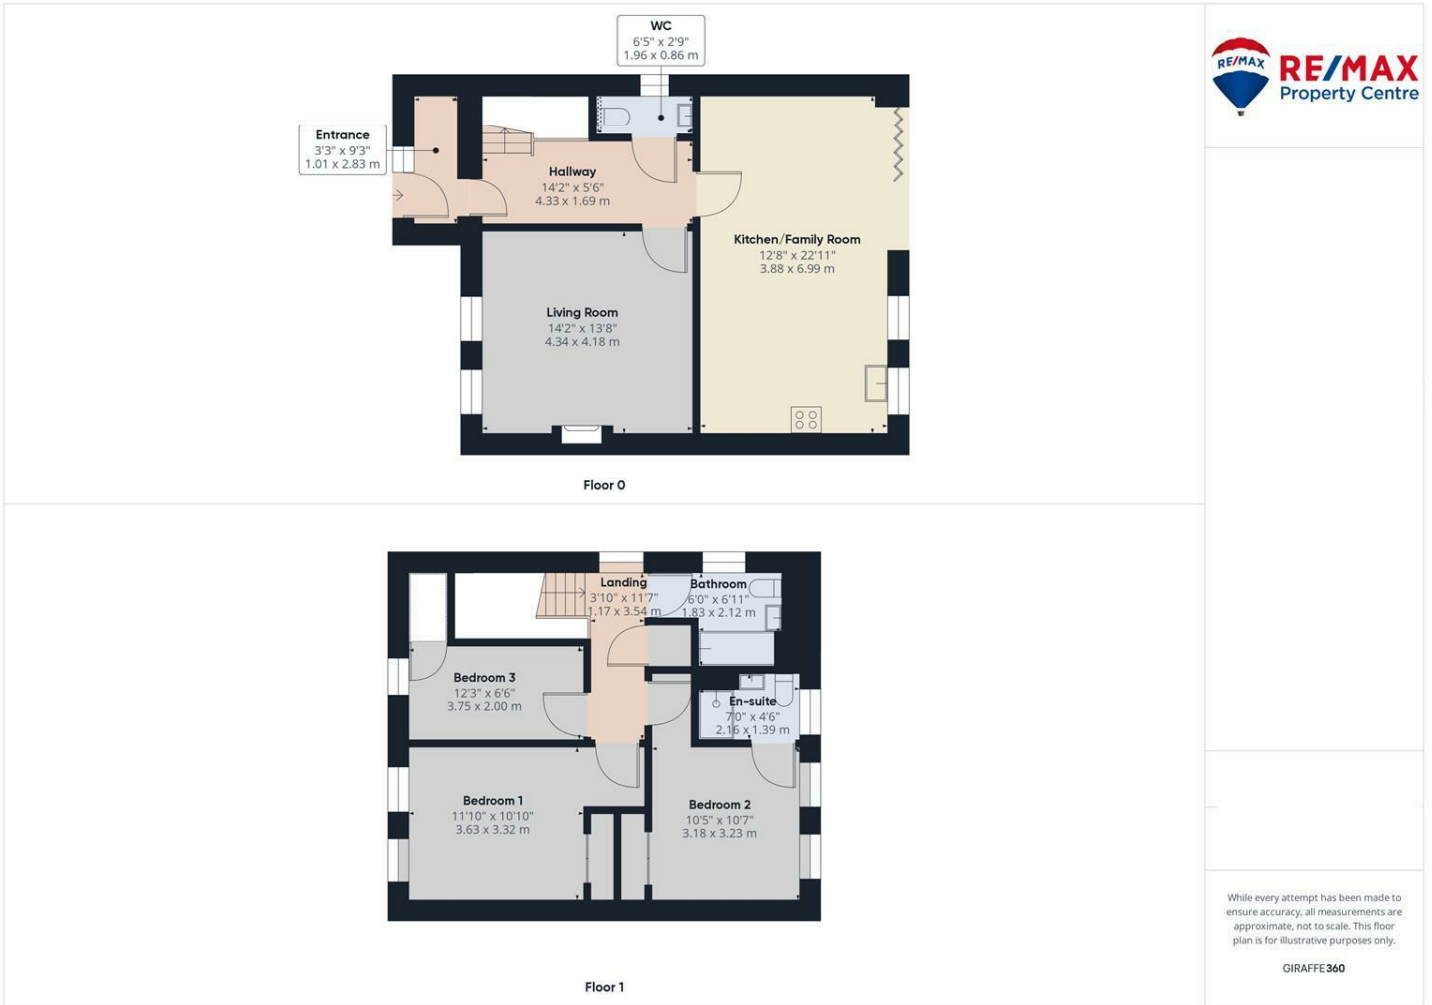 WC
6'5" x 2'9"
1.96 x 0.86 m
RE/MAX
RE/MAX
Property Centre
Entrance
3'3" x 9'3"
1.01 x 2.83 m
Hallway
14'2" x 5'6"
4.33 x 1.69 m
Kitchen/Family Room
12'8" x 22'11"
3.88 x 6.99 m
Living Room
14'2" x 13'8"
4.34 x 4.18 m
Floor 0
Landing
3'10" x 11'7"
1.17 x 3.54 m
Bathroom
6'0" x 6'11"
1.83 x 2.12 m
Bedroom 3
12'3" x 6'6"
3.75 x 2.00 m
En-suite
7'0" x 4'6"
2.16 x 1.39 m
Bedroom 1
11'10" x 10'10"
3.63 x 3.32 m
Bedroom 2
10'5" x 10'7"
3.18 x 3.23 m
Floor 1
While every attempt has been made to
ensure accuracy, all measurements are
approximate, not to scale. This floor
plan is for illustrative purposes only.
GIRAFFE360